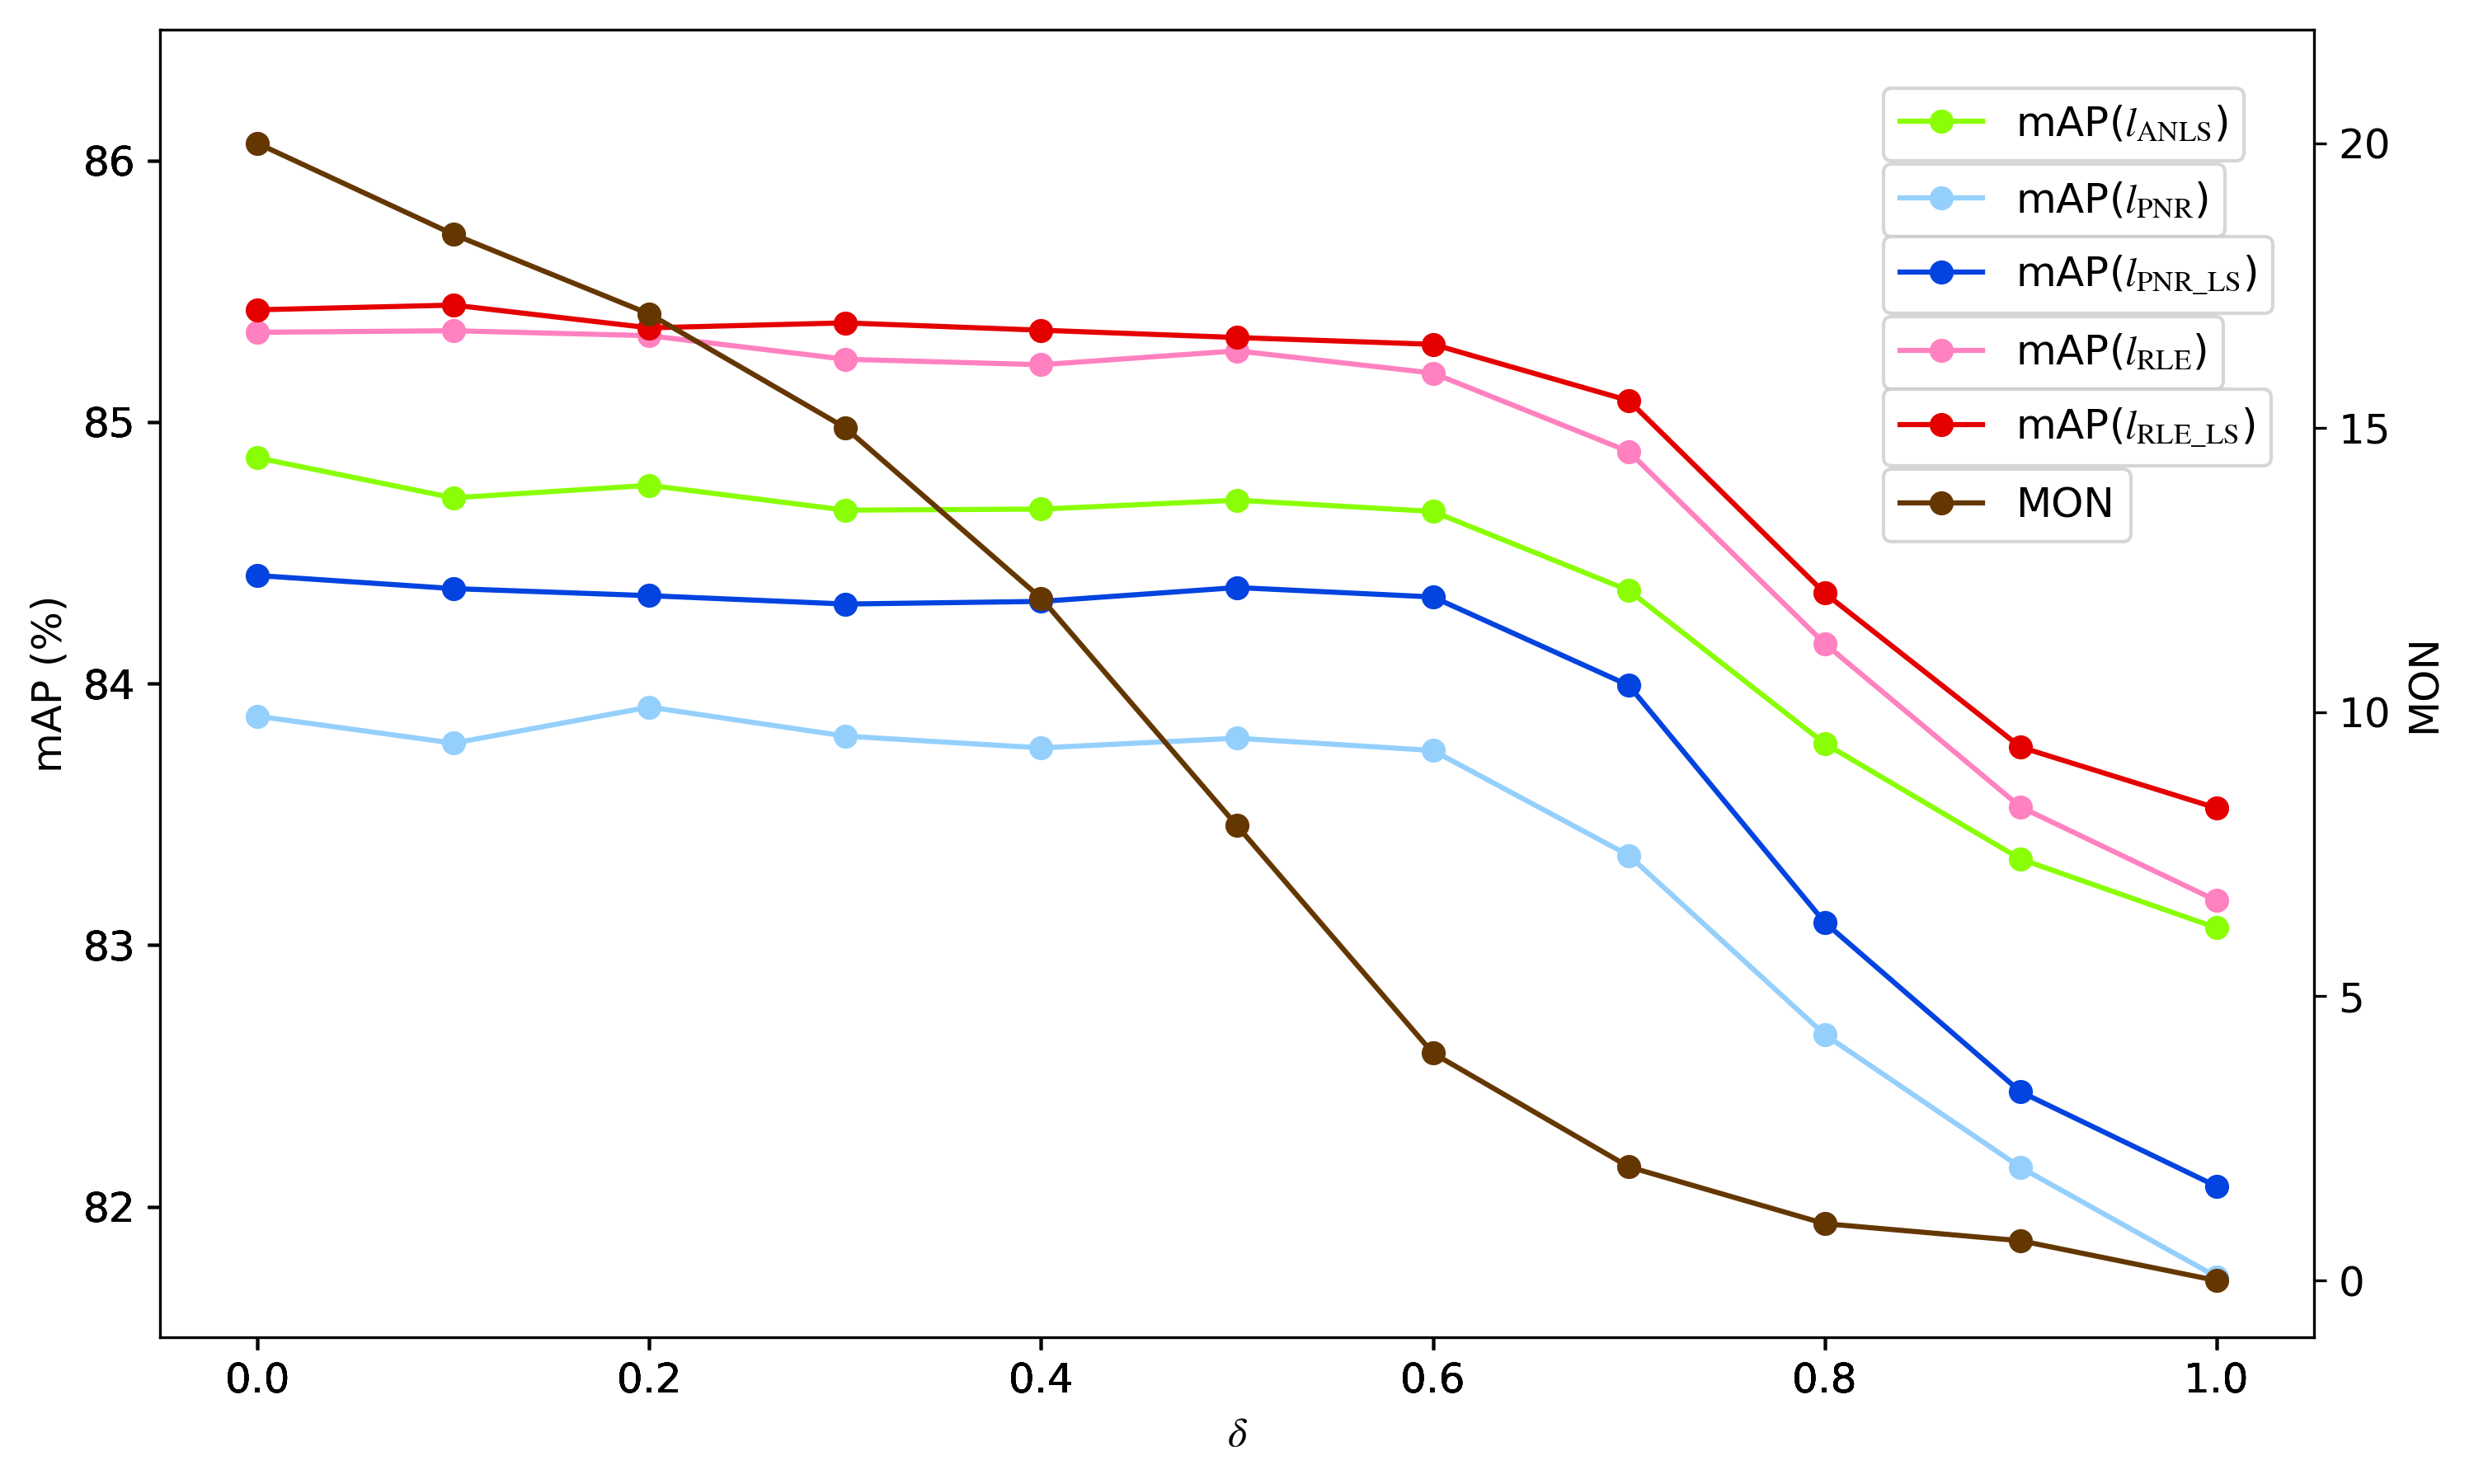 mAP(l_ANLS)
mAP(l_PNR)
mAP(l_PNR_LS)
mAP(l_RLE)
mAP(l_RLE_LS)
MON
86
85
84
83
82
mAP (%)
20
15
10
5
0
MON
0.0 0.2 0.4 0.6 0.8 1.0
δ